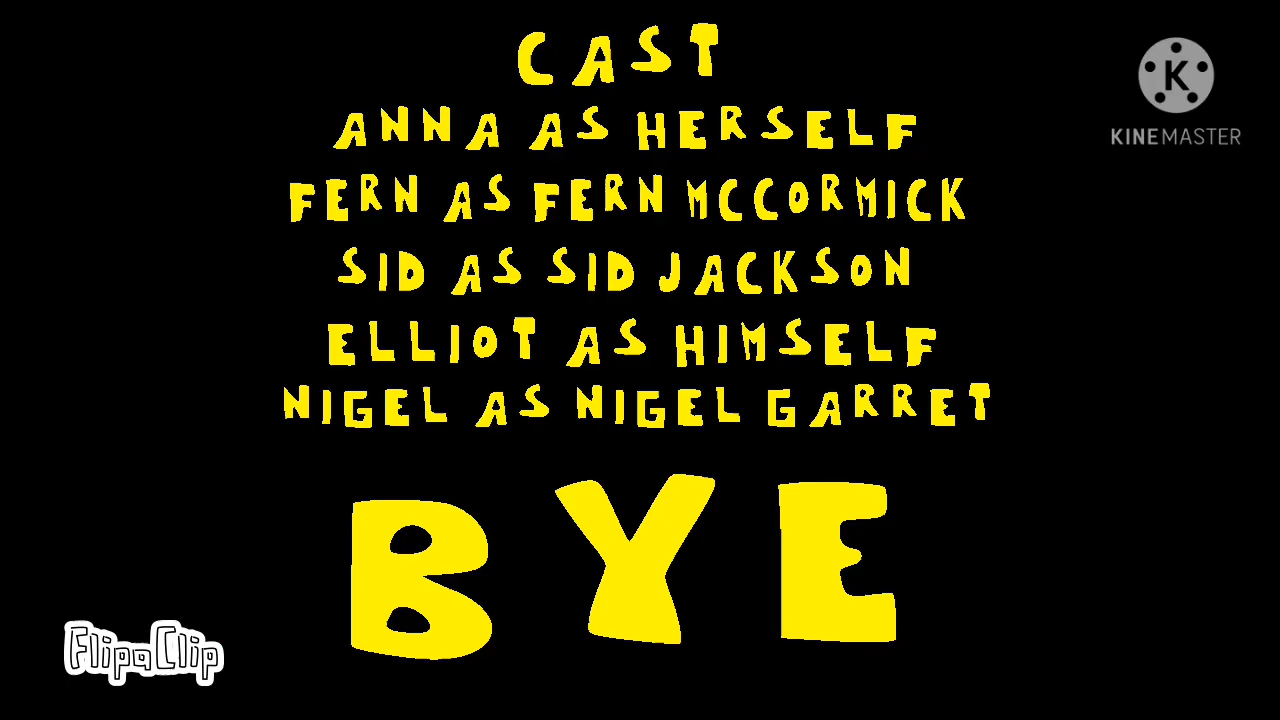 CAST
K
KINEMASTER
ANNA AS HERSELF
FERN AS FERN MCCORMICK
SID AS SID JACKSON
ELLIOT AS HIMSELF
NIGEL AS NIGEL GARRET
BYE
FlipaClip